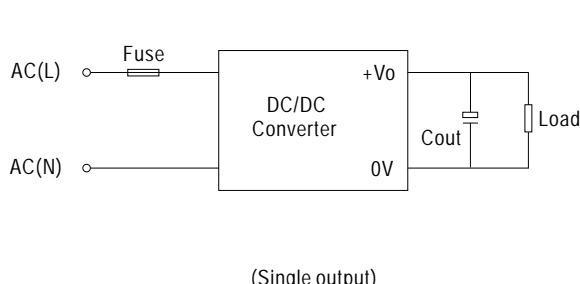 Fuse
AC(L)
+Vo
DC/DC
Converter
Cout
Load
AC(N)
0V
(Single output)